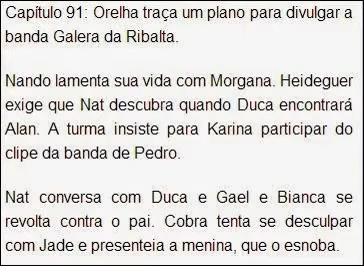 Capítulo 91: Orelha traça um plano para divulgar a
banda Galera da Ribalta.
Nando lamenta sua vida com Morgana. Heideguer
exige que Nat descubra quando Duca encontrará
Alan. A turma insiste para Karina participar do
clipe da banda de Pedro.
Nat conversa com Duca e Gael e Bianca se
revolta contra o pai. Cobra tenta se desculpar
com Jade e presenteia a menina, que o esnoba.